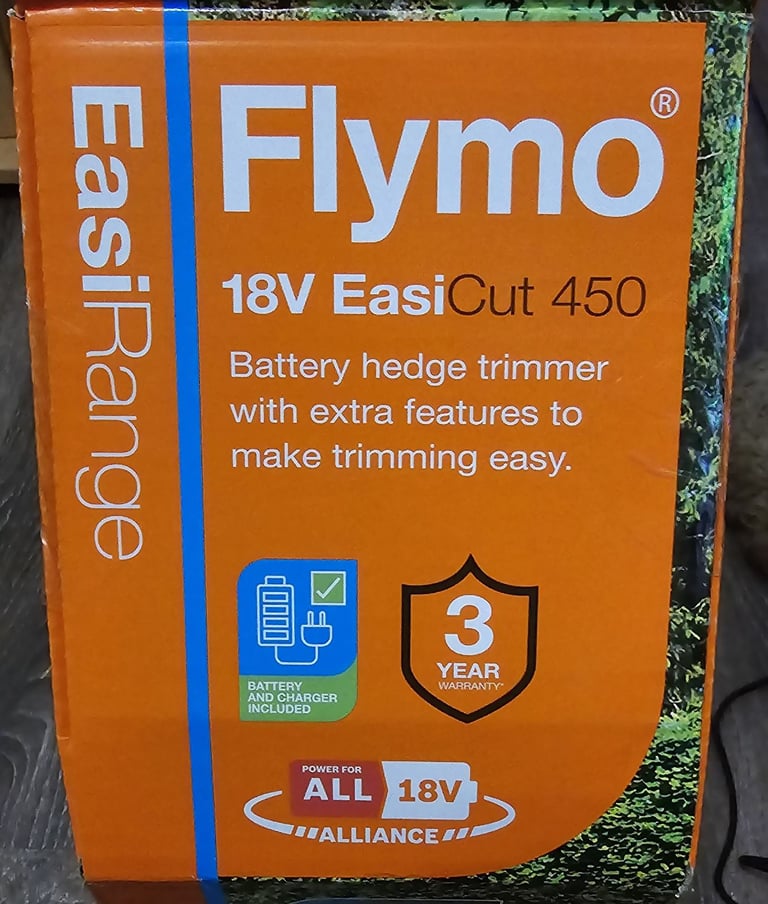 EasiRange
Flymo®
18V EasiCut 450
Battery hedge trimmer
with extra features to
make trimming easy.
BATTERY
AND CHARGER
INCLUDED
3
YEAR
WARRANTY*
POWER FOR
ALL 18V
ALLIANCE